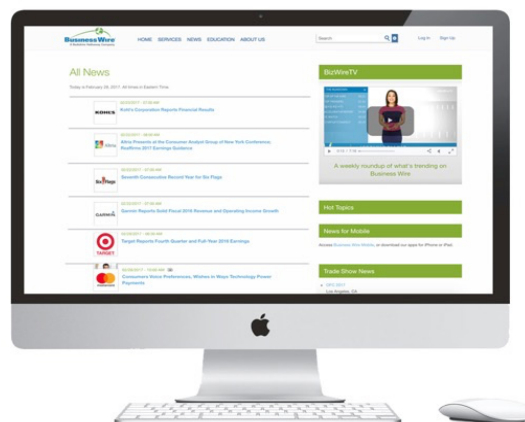 Business Wire
A Berkshire Hathaway Company
HOME SERVICES NEWS EDUCATION ABOUT US
Search
Log In Sign Up
All News
Today is February 28, 2017. All times in Eastern Time.
KOHL'S
Kohl's Corporation Reports Financial Results
Altria
Altria Presents at the Consumer Analyst Group of New York Conference;
Reaffirms 2017 Earnings Guidance
Six Flags
Seventh Consecutive Record Year for Six Flags
GARMIN
Garmin Reports Solid Fiscal 2016 Revenue and Operating Income Growth
TARGET
Target Reports Fourth Quarter and Full-Year 2016 Earnings
Consumers Voice Preferences, Wishes in Ways Technology Power
Payments
BizWireTV
A weekly roundup of what's trending on
Business Wire
Hot Topics
News for Mobile
Access Business Wire Mobile, or download our apps for iPhone or iPad.
Trade Show News
OFC 2017
Los Angeles, CA